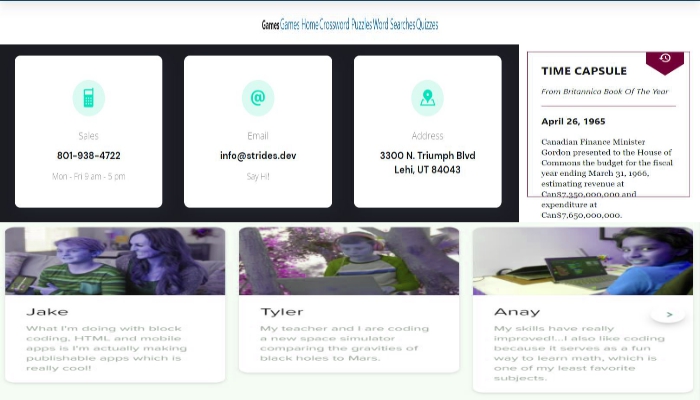 Games Games Home Crossword Puzzles Word Searches Quizzes
Sales
801-938-4722
Mon - Fri 9 am - 5 pm
@
Email
info@strides.dev
Say Hi!
Address
3300 N. Triumph Blvd
Lehi, UT 84043
TIME CAPSULE
From Britannica Book Of The Year
April 26, 1965
Canadian Finance Minister
Gordon presented to the House of
Commons the budget for the fiscal
year ending March 31, 1966,
estimating revenue at
Can$7,350,000,000 and
expenditure at
Can$7,650,000,000.
Jake
What I'm doing with block
coding, HTML and mobile
apps is I'm actually making
publishable apps which is
really cool!
Tyler
My teacher and I are coding
a new space simulator
comparing the gravities of
black holes to Mars.
Anay
My skills have really
improved!...I also like coding
because it serves as a fun
way to learn math, which is
one of my least favorite
subjects.
>